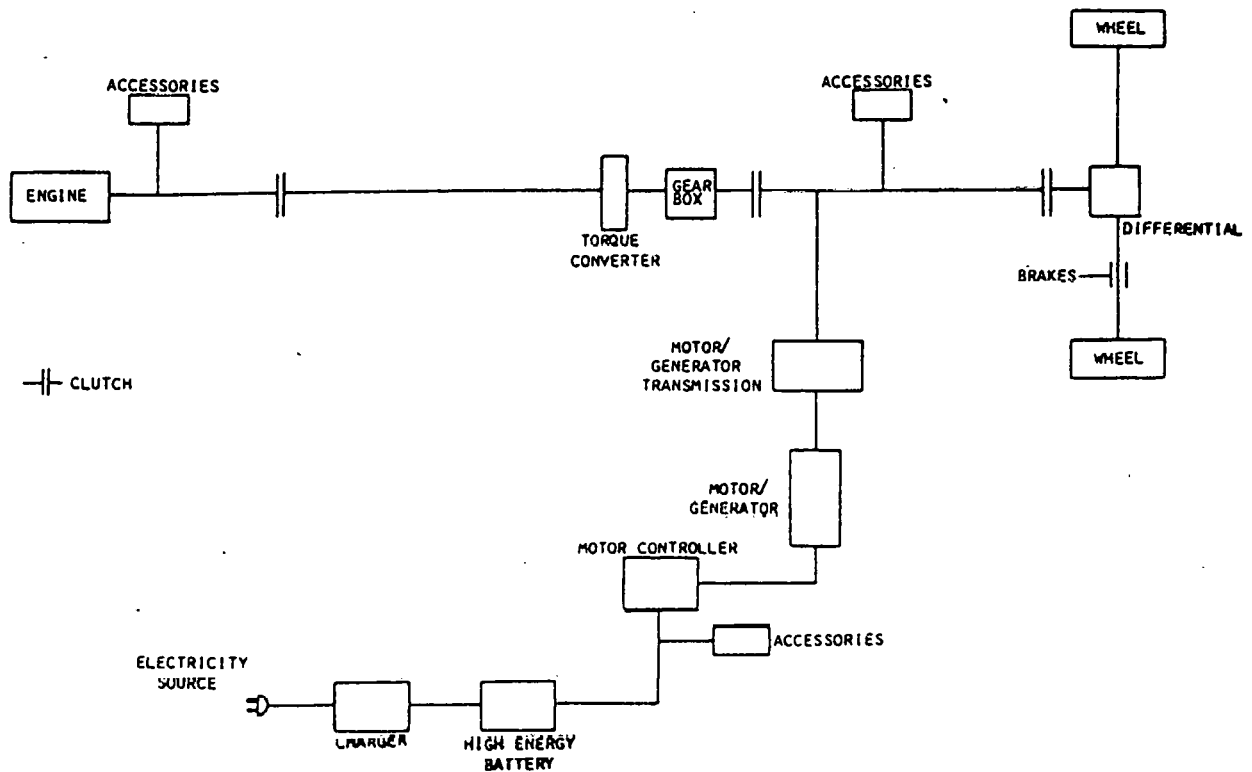 WHEEL
ACCESSORIES
ACCESSORIES
ENGINE
GEAR
BOX
TORQUE
CONVERTER
DIFFERENTIAL
BRAKES
MOTOR/
GENERATOR
TRANSMISSION
WHEEL
CLUTCH
MOTOR/
GENERATOR
MOTOR CONTROLLER
ACCESSORIES
ELECTRICITY
SOURCE
CHARGER
HIGH ENERGY
BATTERY